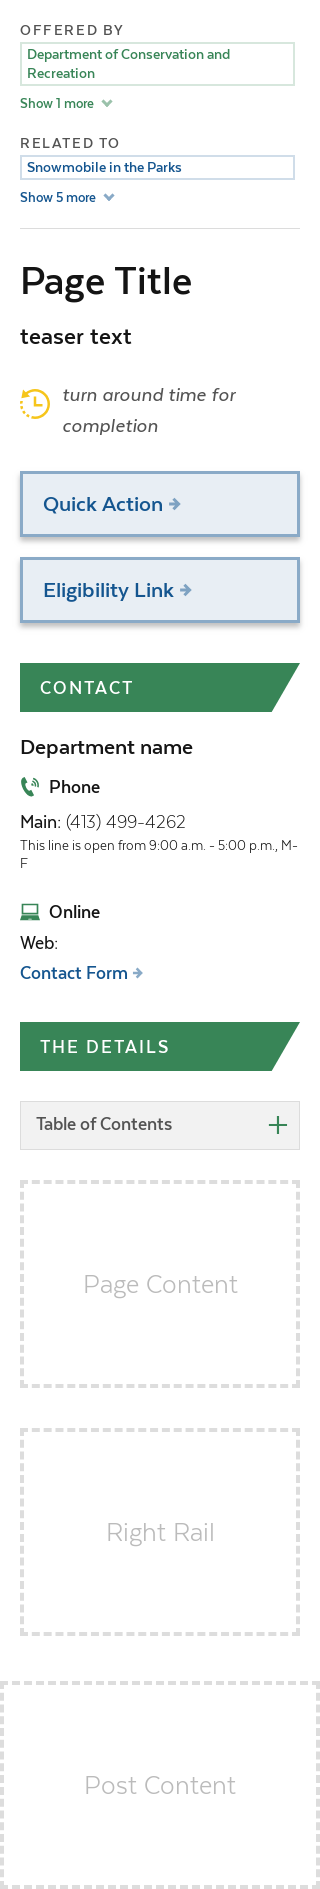 OFFERED BY
Department of Conservation and
Recreation
Show 1 more
RELATED TO
Snowmobile in the Parks
Show 5 more
Page Title
teaser text
turn around time for
completion
Quick Action
Eligibility Link
CONTACT
Department name
Phone
Main: (413) 499-4262
This line is open from 9:00 a.m. - 5:00 p.m., M-
F
Online
Web:
Contact Form
THE DETAILS
Table of Contents
Page Content
Right Rail
Post Content